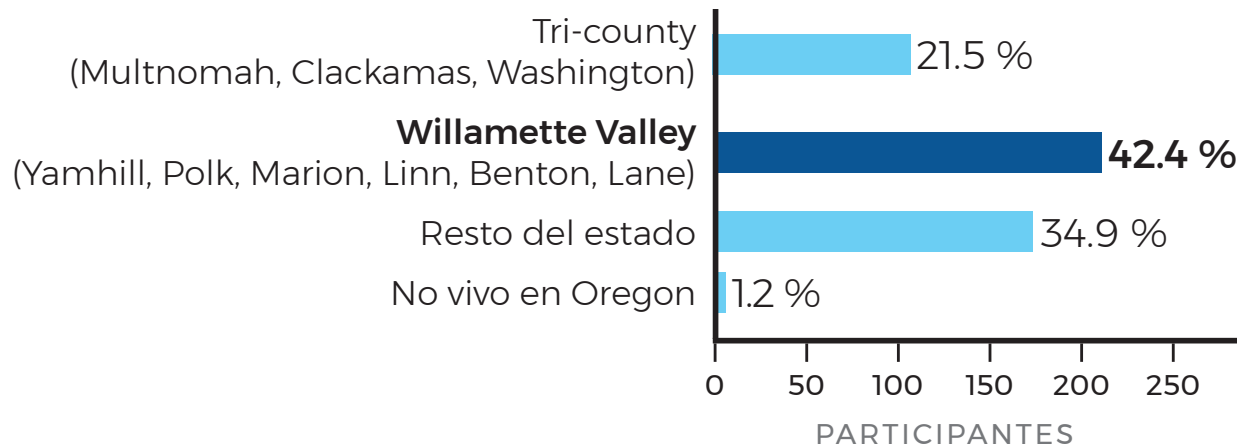 Tri-county
(Multnomah, Clackamas, Washington)
21.5 %
Willamette Valley
(Yamhill, Polk, Marion, Linn, Benton, Lane)
42.4 %
Resto del estado
34.9 %
No vivo en Oregon
1.2 %
0 50 100 150 200 250
PARTICIPANTES